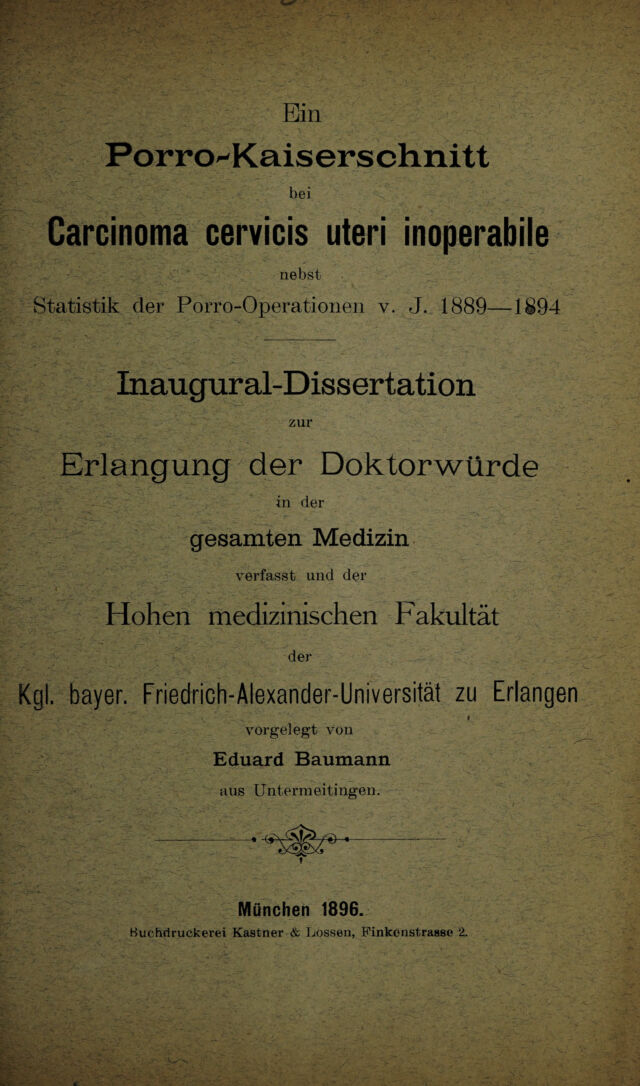 Ein
Porro-Kaiserschnitt
bei
Carcinoma cervicis uteri inoperabile
nebst
Statistik der Porro-Operationen v. J. 1889—1894
Inaugural-Dissertation
zur
Erlangung der Doktorwürde
in der
gesamten Medizin
verfasst und der
Hohen medizinischen Fakultät
der
Kgl. bayer. Friedrich-Alexander-Universität zu Erlangen
vorgelegt von
Eduard Baumann
aus Untermeitingen.
München 1896.
Buchdruckerei Kastner & Lossen, Finkenstrasse 2.